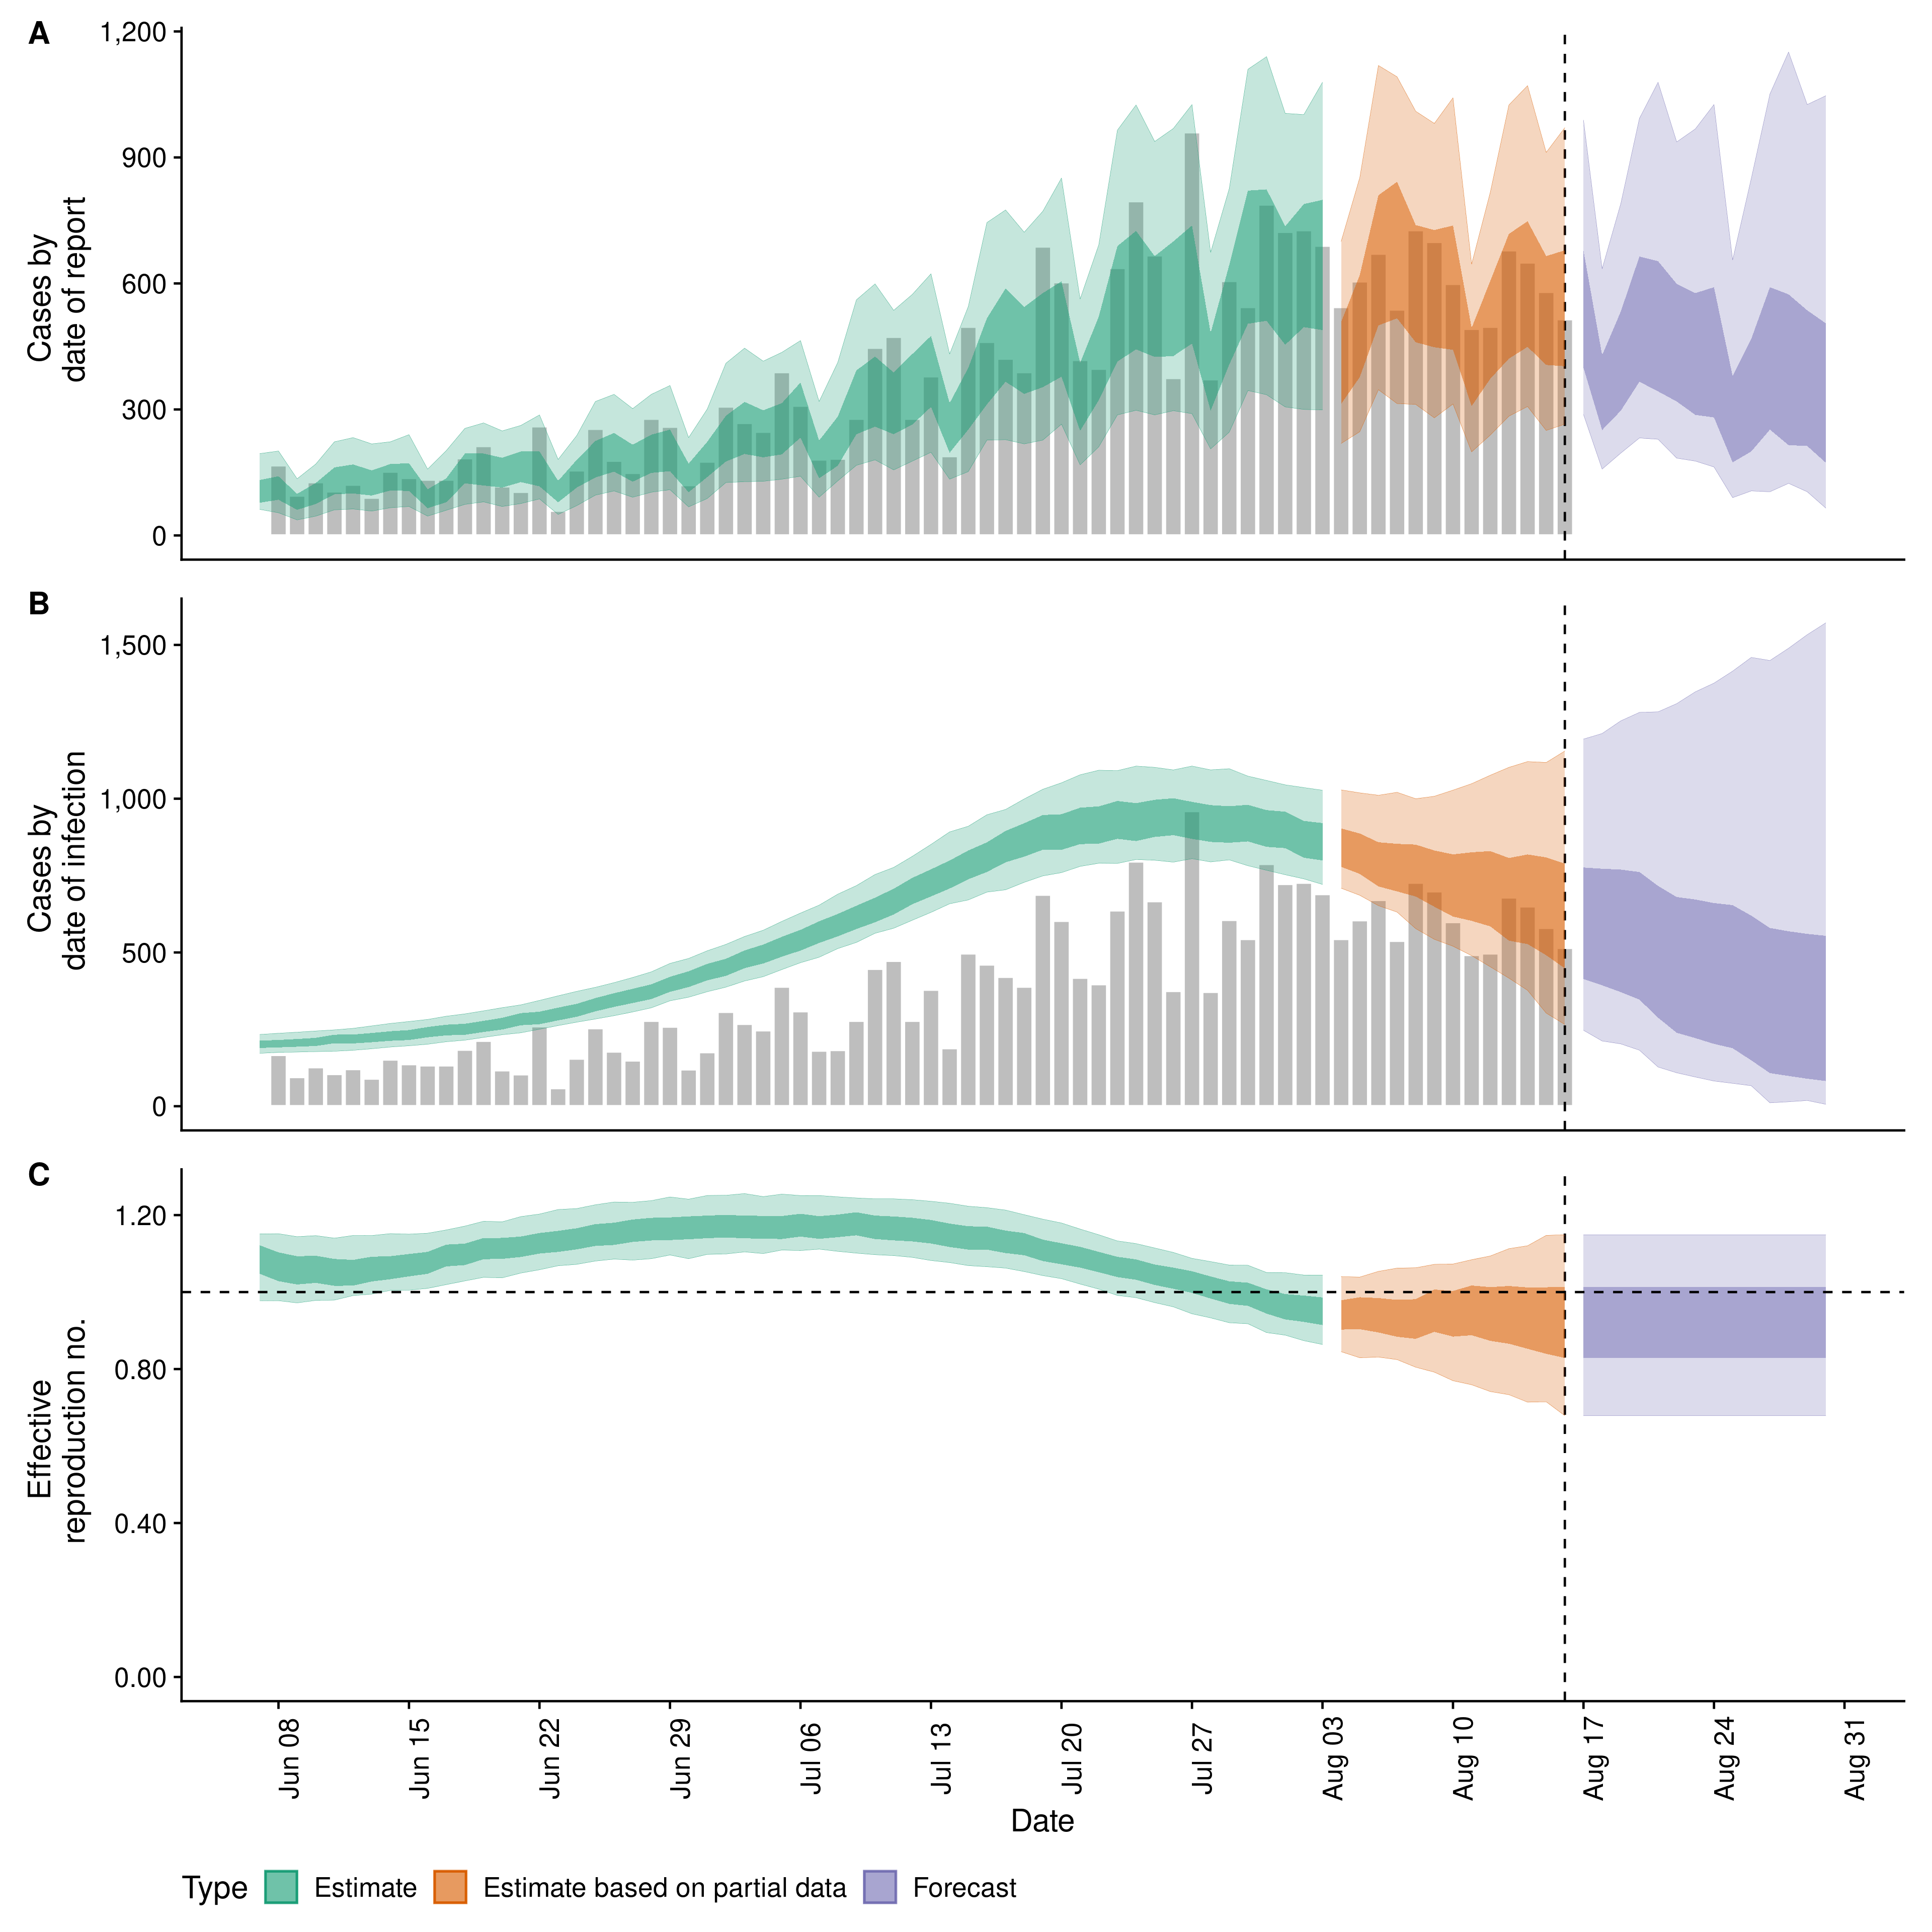 A
Cases by
date of report
1,200
900
600
300
0
B
Cases by
date of infection
1,500
1,000
500
0
C
Effective
reproduction no.
1.20
0.80
0.40
0.00
Jun 08
Jun 15
Jun 22
Jun 29
Jul 06
Jul 13
Jul 20
Jul 27
Aug 03
Aug 10
Aug 17
Aug 24
Aug 31
Date
Type Estimate Estimate based on partial data Forecast